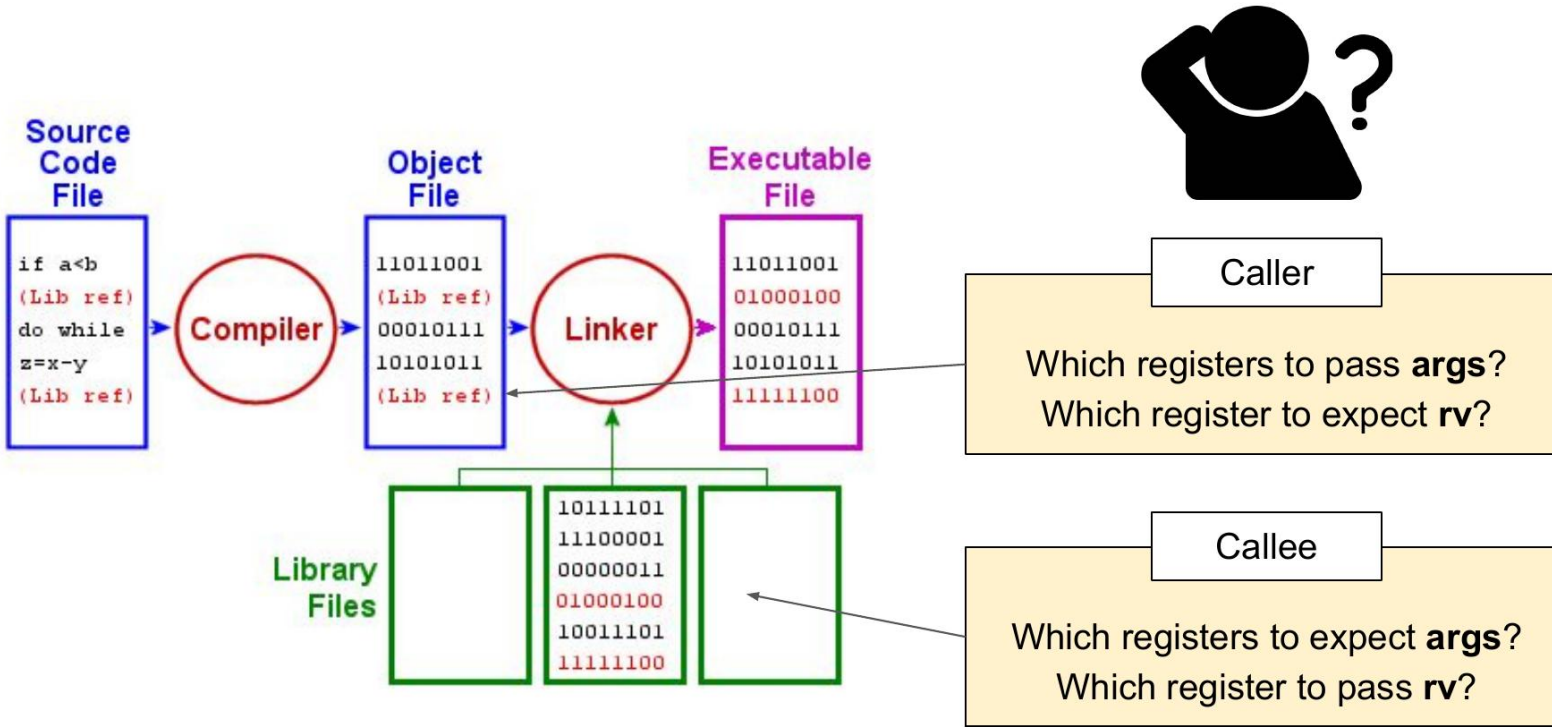 Source
Code
File
if a<b
(Lib ref)
do while
z=x-y
(Lib ref)
Compiler
Object
File
11011001
(Lib ref)
00010111
10101011
(Lib ref)
Linker
Executable
File
11011001
01000100
00010111
10101011
11111100
Library
Files
10111101
11100001
00000011
01000100
10011101
11111100
?
Caller
Which registers to pass args?
Which register to expect rv?
Callee
Which registers to expect args?
Which register to pass rv?